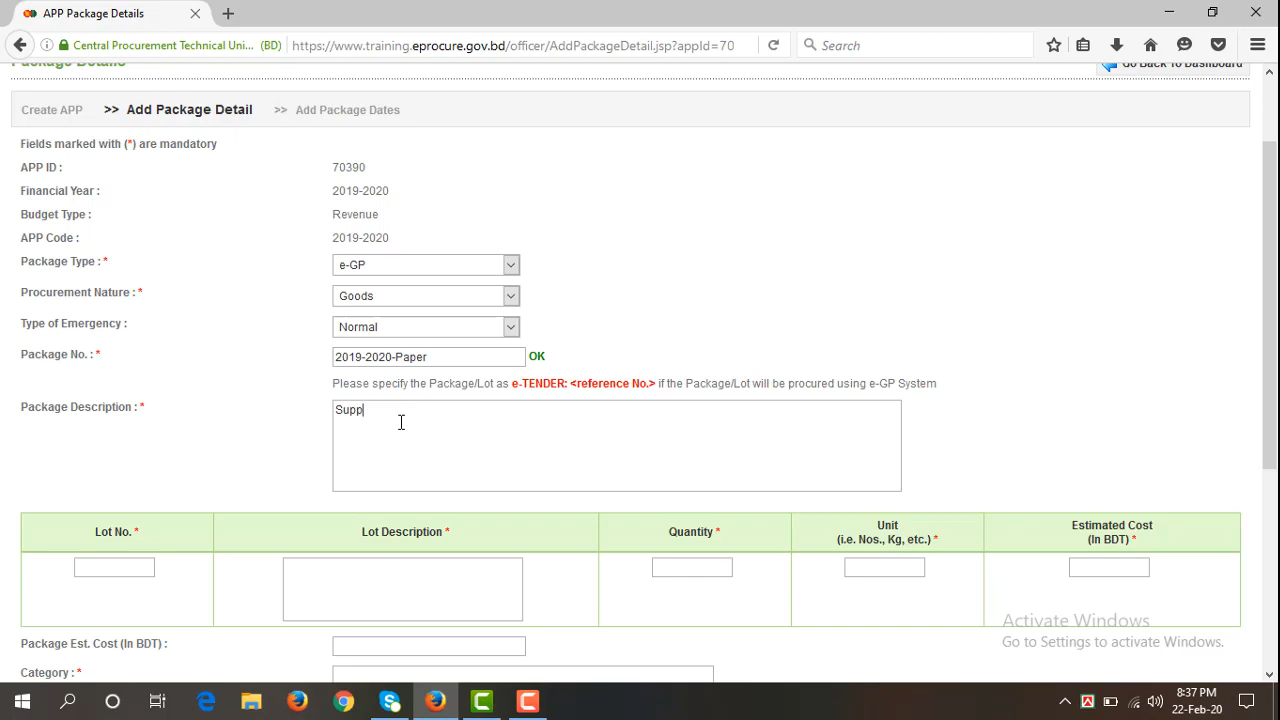 APP Package Details
Central Procurement Technical Uni... (BD)
https://www.training.eprocure.gov.bd/officer/AddPackageDetail.jsp?appId=70
Search
Package Details
Go Back To Dashboard
Create APP >> Add Package Detail >> Add Package Dates
Fields marked with (*) are mandatory
APP ID : 70390
Financial Year : 2019-2020
Budget Type : Revenue
APP Code : 2019-2020
Package Type : * e-GP
Procurement Nature : * Goods
Type of Emergency : Normal
Package No. : * 2019-2020-Paper OK
Please specify the Package/Lot as e-TENDER: <reference No.> if the Package/Lot will be procured using e-GP System
Package Description : * Supp
Lot No. * Lot Description * Quantity * Unit (i.e. Nos., Kg, etc.) * Estimated Cost (In BDT) *
Package Est. Cost (In BDT) :
Category : *
Activate Windows
Go to Settings to activate Windows.
8:37 PM
22-Feb-20